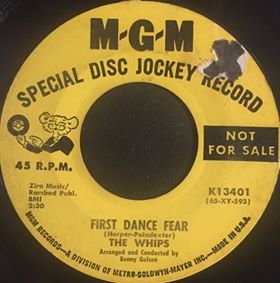 M-G-M
SPECIAL DISC JOCKEY RECORD
NOT
FOR SALE
45 R.P.M.
Zira Music/
Rambed Publ.
BMI
2:30
K13401
(65-XY-593)
FIRST DANCE FEAR
(Harper-Poindexter)
THE WHIPS
Arranged and Conducted by
Benny Golson
MGM RECORDS—A DIVISION OF METRO-GOLDWYN-MAYER INC.—MADE IN U.S.A.